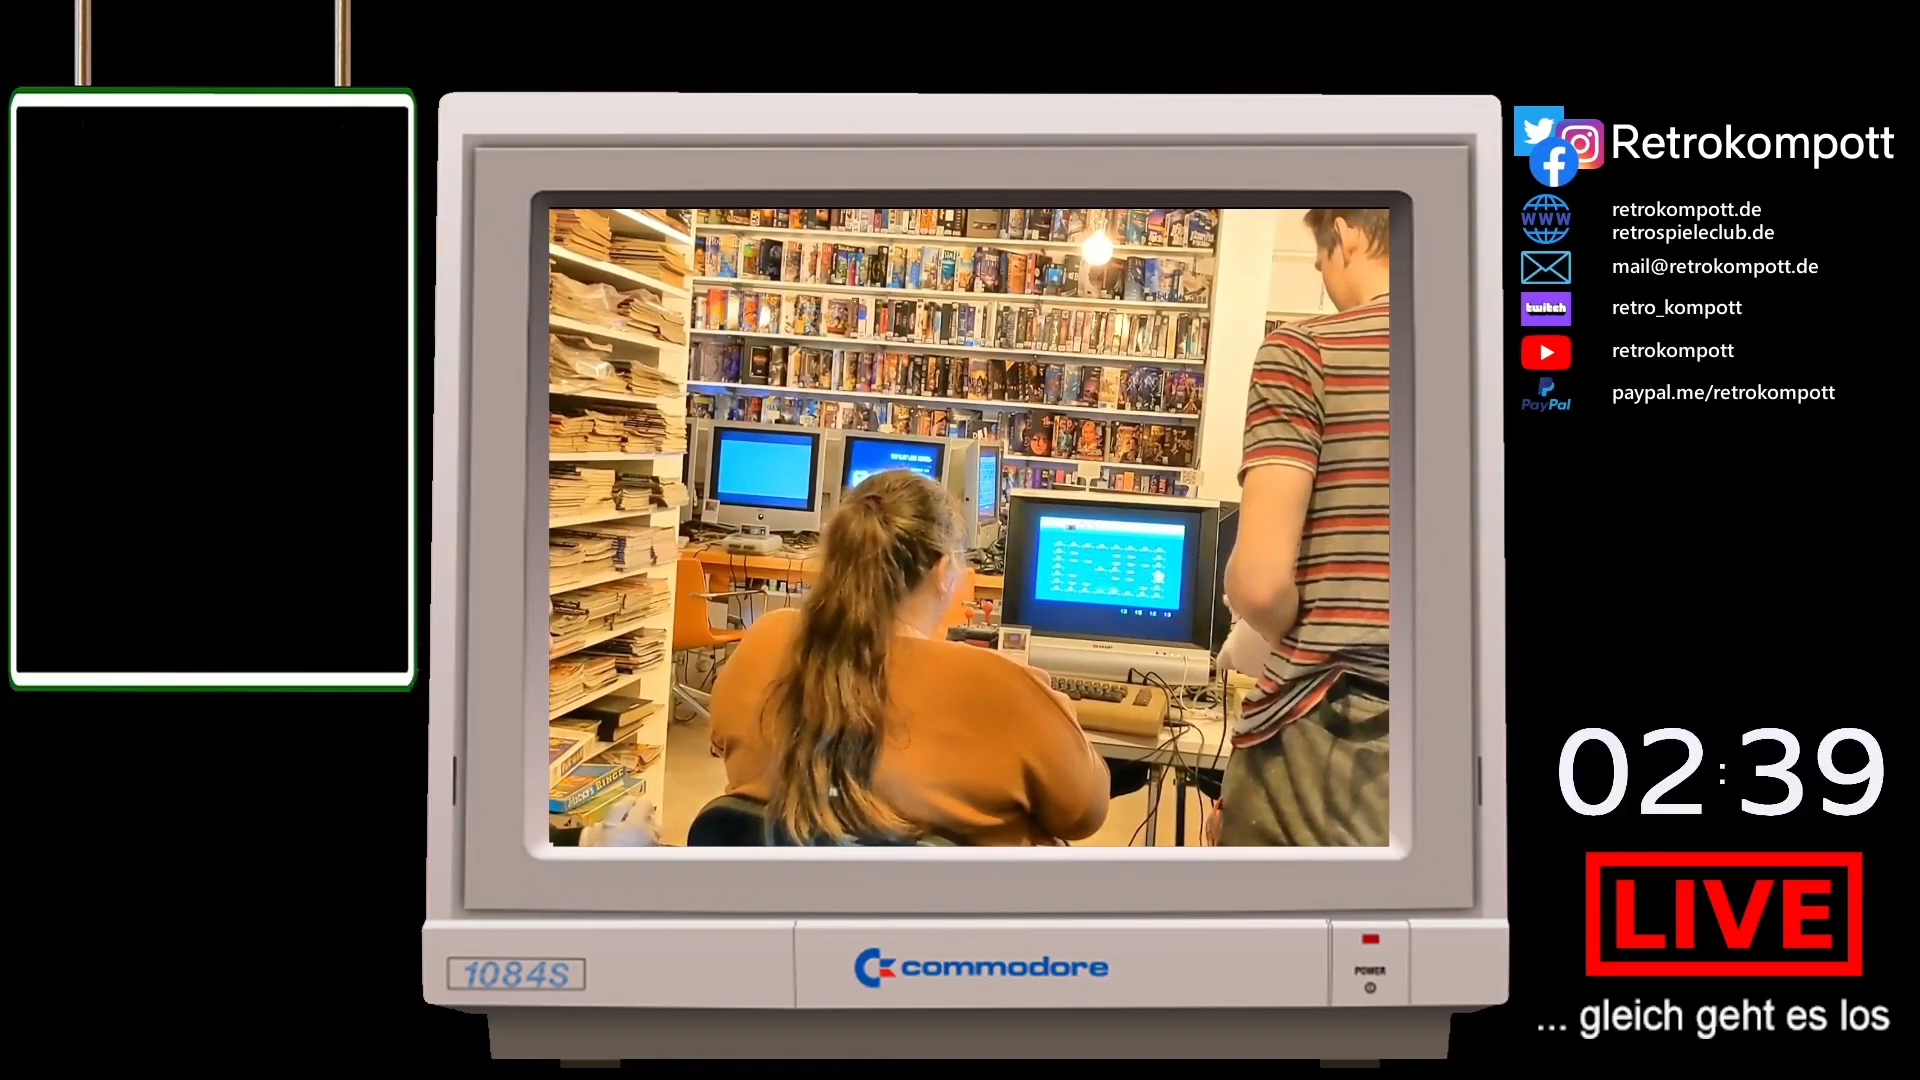 Retrokompott
WWW
retrokompott.de
retrospieleclub.de
mail@retrokompott.de
twitch
retro_kompott
retrokompott
PayPal
paypal.me/retrokompott
02:39
LIVE
... gleich geht es los
1084S
commodore
POWER